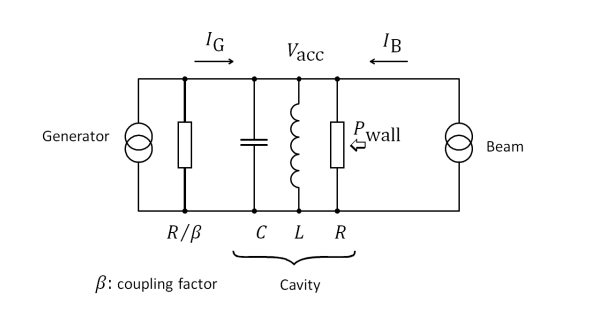 I_G
V_acc
I_B
Generator
P_wall
Beam
R/β
C
L
R
β: coupling factor
Cavity